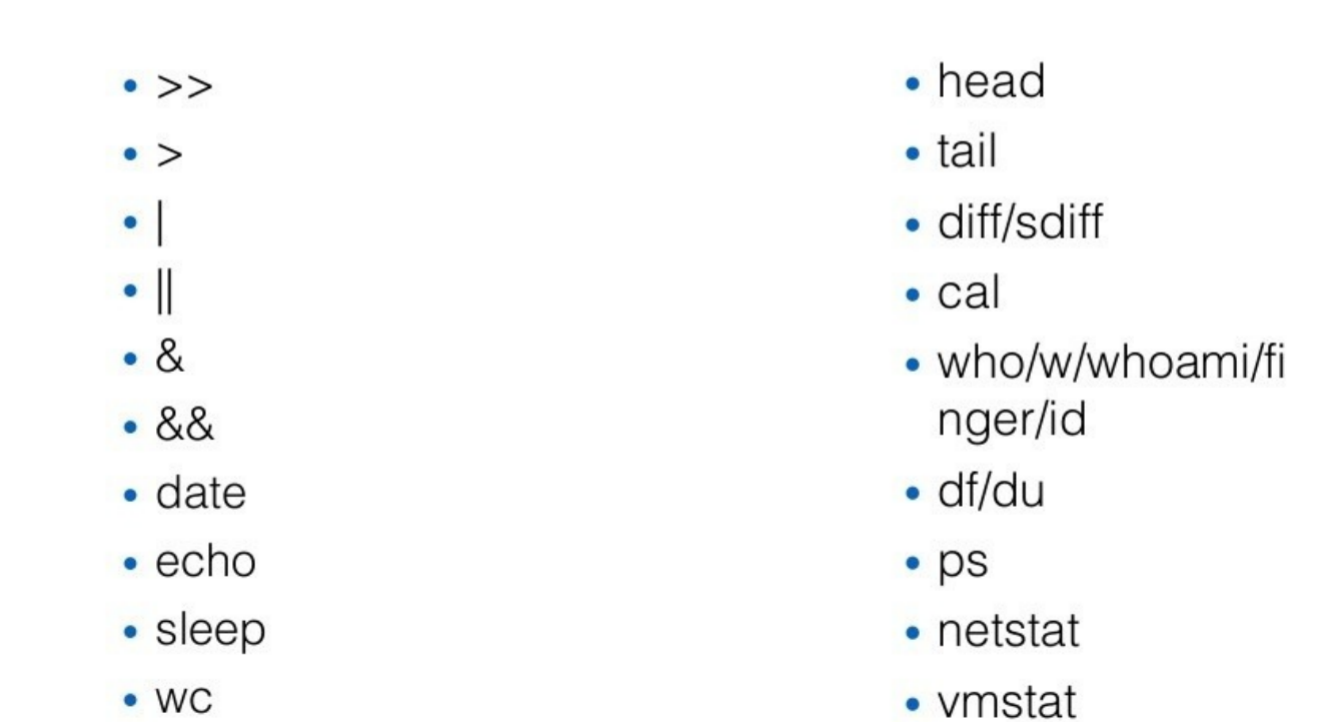 • >>
• >
• |
• ||
• &
• &&
• date
• echo
• sleep
• wc
• head
• tail
• diff/sdiff
• cal
• who/w/whoami/fi
nger/id
• df/du
• ps
• netstat
• vmstat